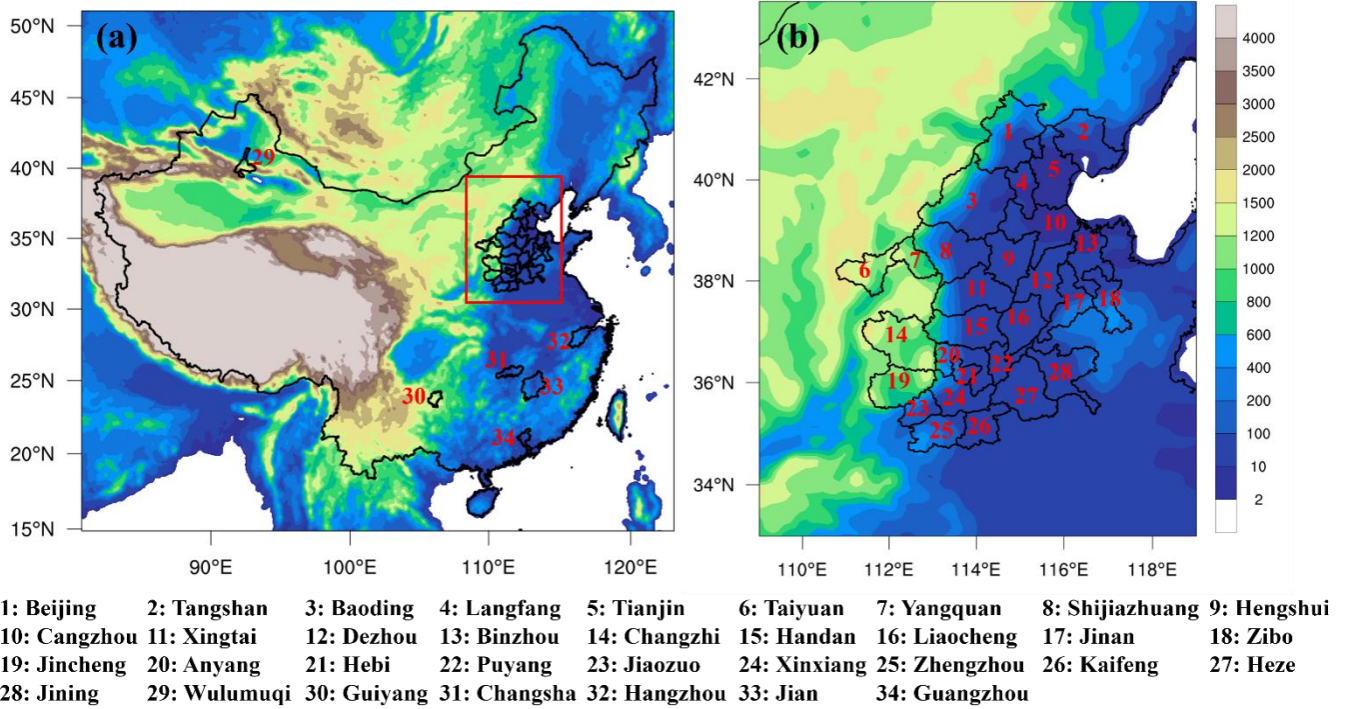 (a)
50°N
45°N
40°N
35°N
30°N
25°N
20°N
15°N
90°E
100°E
110°E
120°E
29
30
31
32
33
34
(b)
42°N
40°N
38°N
36°N
34°N
110°E
112°E
114°E
116°E
118°E
1
2
5
4
3
10
13
8
7
9
6
12
11
17
18
16
15
14
20
22
28
21
19
27
24
23
26
25
4000
3500
3000
2500
2000
1500
1200
1000
800
600
400
200
100
10
2
1: Beijing 2: Tangshan 3: Baoding 4: Langfang 5: Tianjin 6: Taiyuan 7: Yangquan 8: Shijiazhuang 9: Hengshui
10: Cangzhou 11: Xingtai 12: Dezhou 13: Binzhou 14: Changzhi 15: Handan 16: Liaocheng 17: Jinan 18: Zibo
19: Jincheng 20: Anyang 21: Hebi 22: Puyang 23: Jiaozuo 24: Xinxiang 25: Zhengzhou 26: Kaifeng 27: Heze
28: Jining 29: Wulumuqi 30: Guiyang 31: Changsha 32: Hangzhou 33: Jian 34: Guangzhou